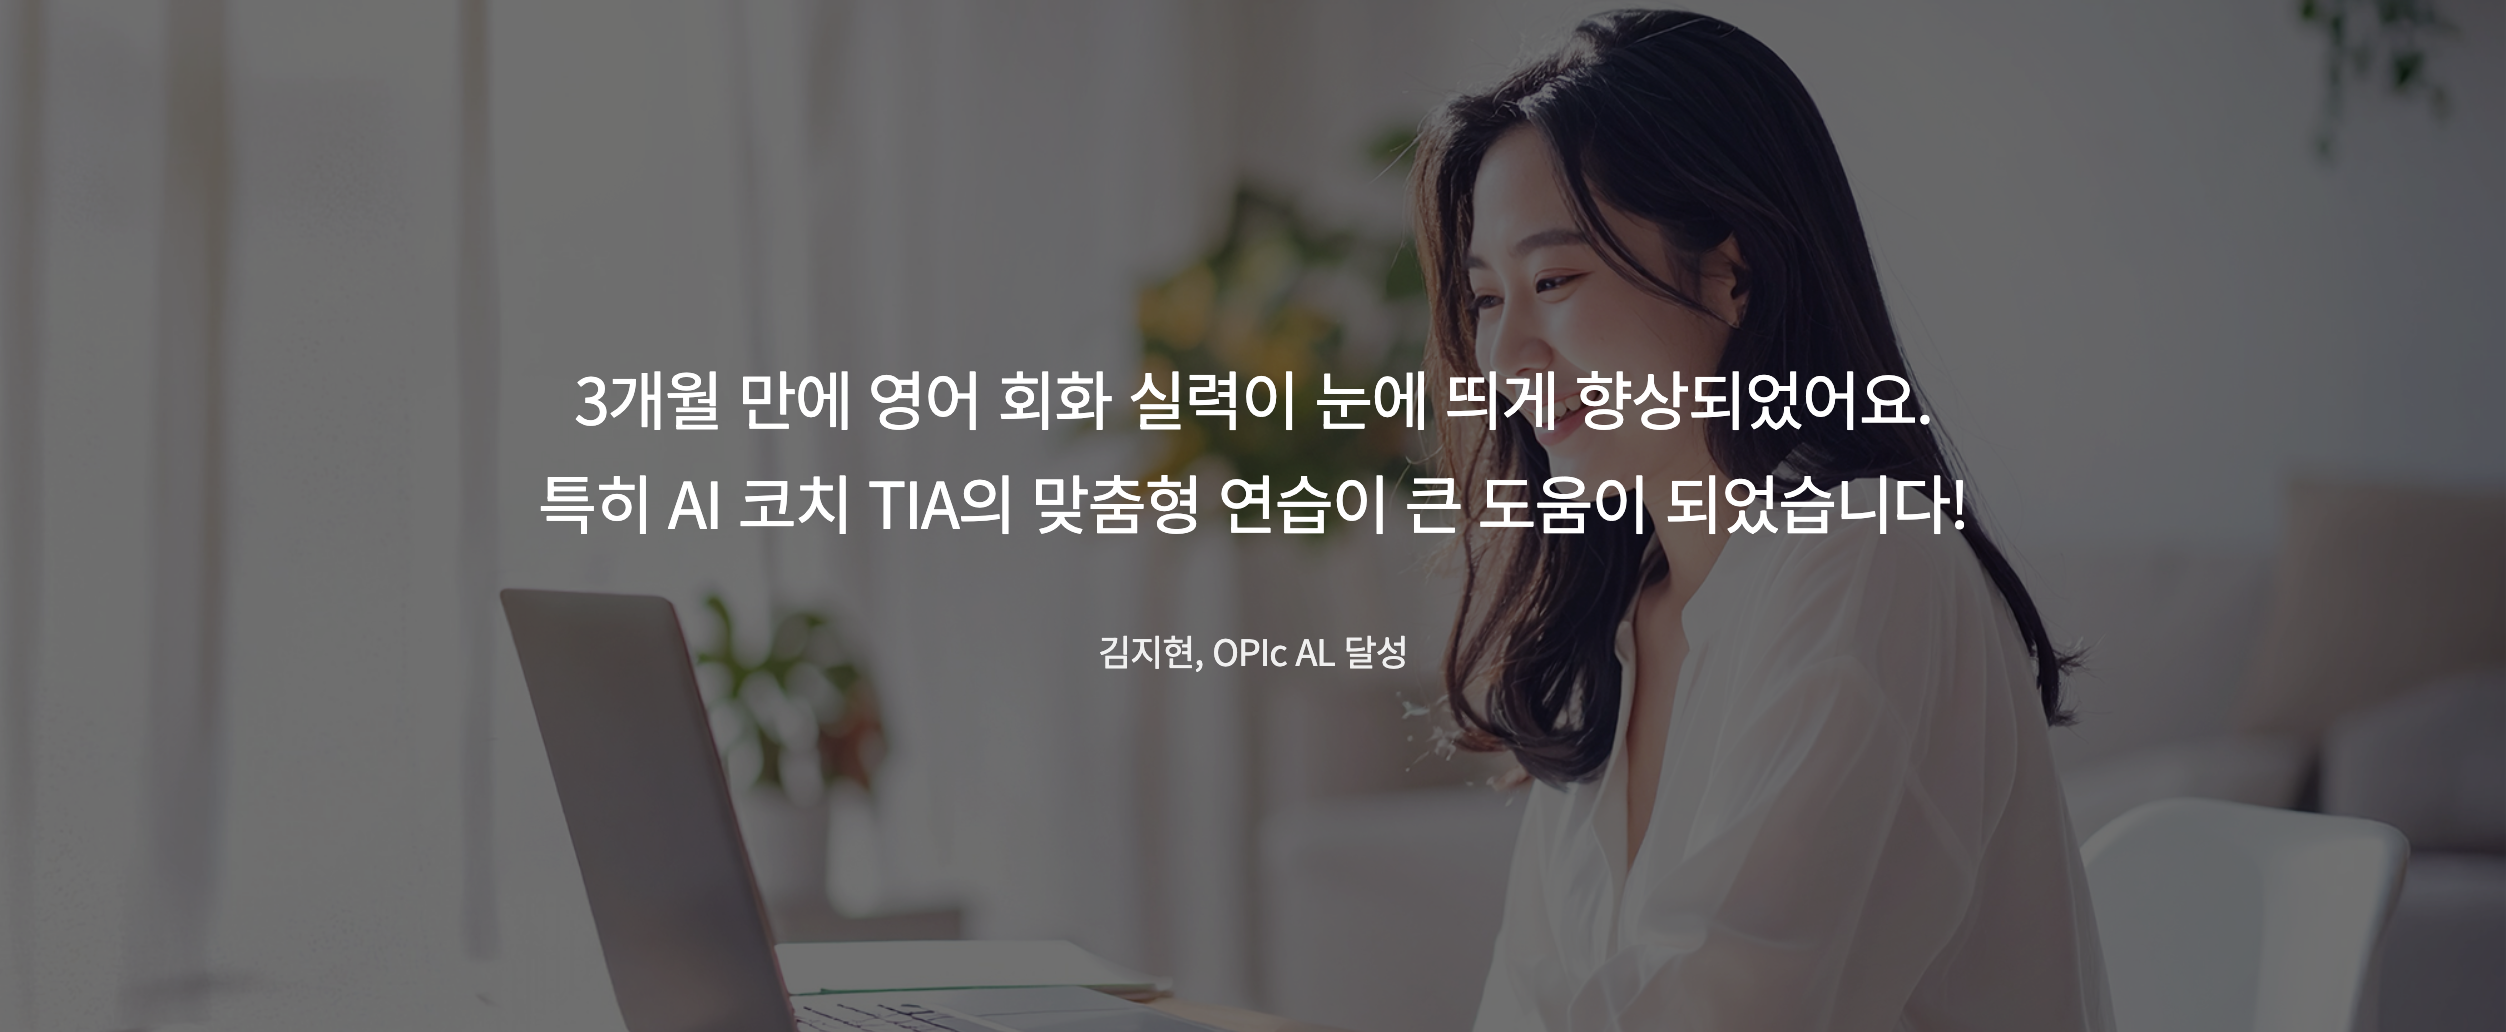 3개월 만에 영어 회화 실력이 눈에 띄게 향상되었어요.
특히 AI 코치 TIA의 맞춤형 연습이 큰 도움이 되었습니다!
김지현, OPIc AL 달성